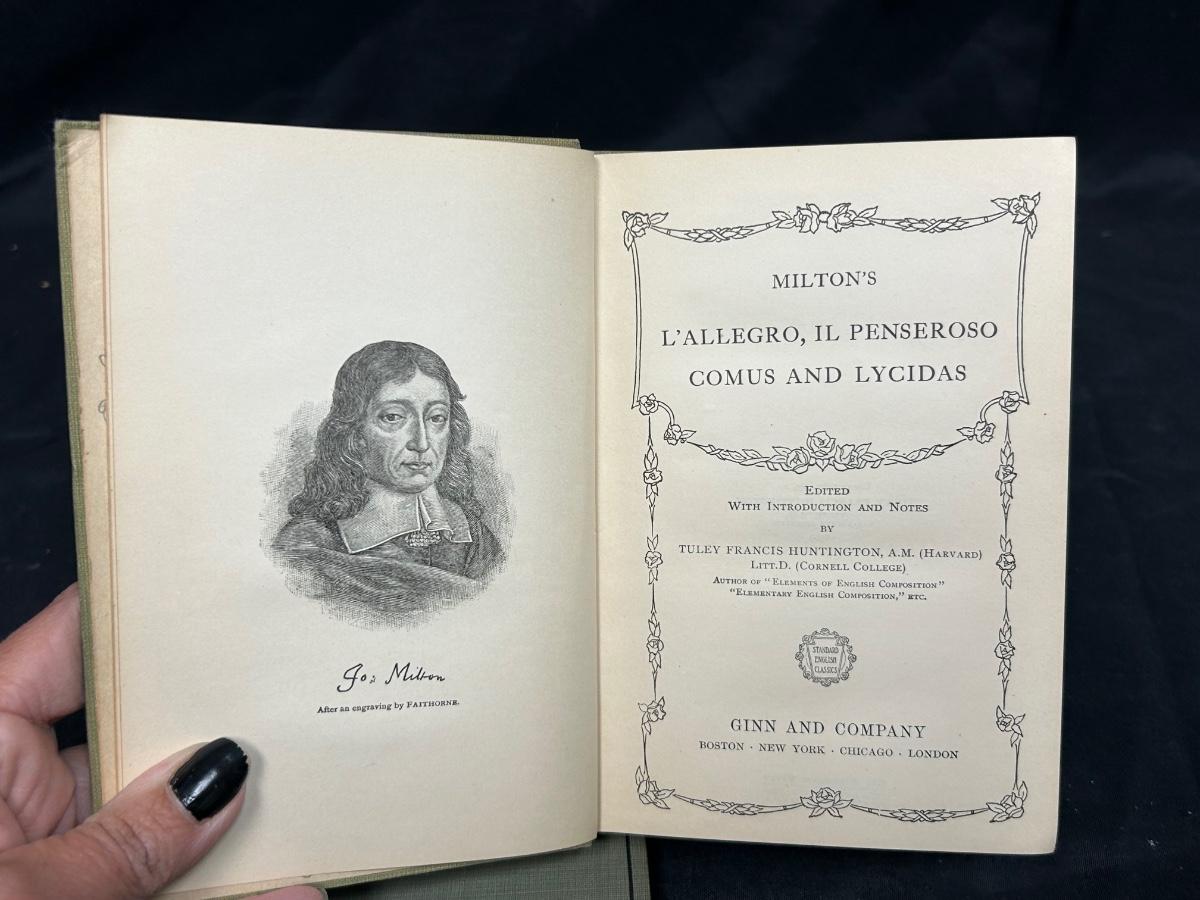 Jo: Milton
After an engraving by FAITHORNE.
MILTON'S
L'ALLEGRO, IL PENSEROSO
COMUS AND LYCIDAS
EDITED
WITH INTRODUCTION AND NOTES
BY
TULEY FRANCIS HUNTINGTON, A.M. (HARVARD)
LITT.D. (CORNELL COLLEGE)
AUTHOR OF "ELEMENTS OF ENGLISH COMPOSITION"
"ELEMENTARY ENGLISH COMPOSITION," ETC.
STANDARD
ENGLISH
CLASSICS
GINN AND COMPANY
BOSTON · NEW YORK · CHICAGO · LONDON